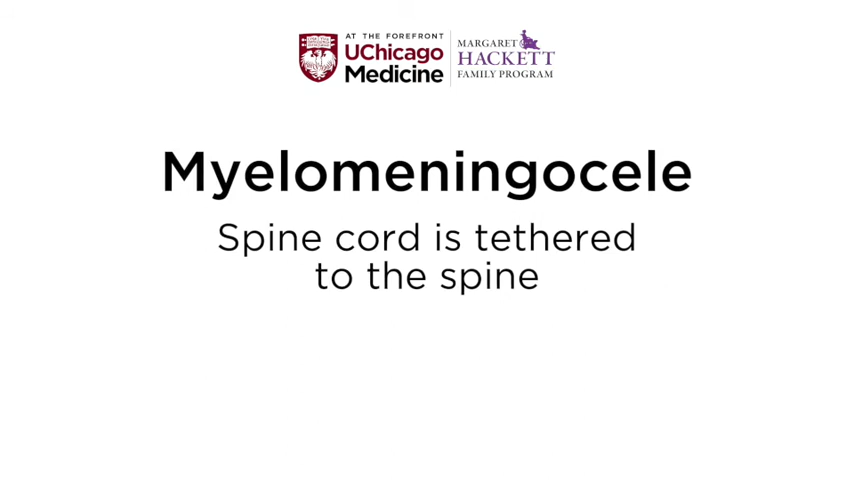 AT THE FOREFRONT
UChicago
Medicine
MARGARET
HACKETT
FAMILY PROGRAM
Myelomeningocele
Spine cord is tethered
to the spine